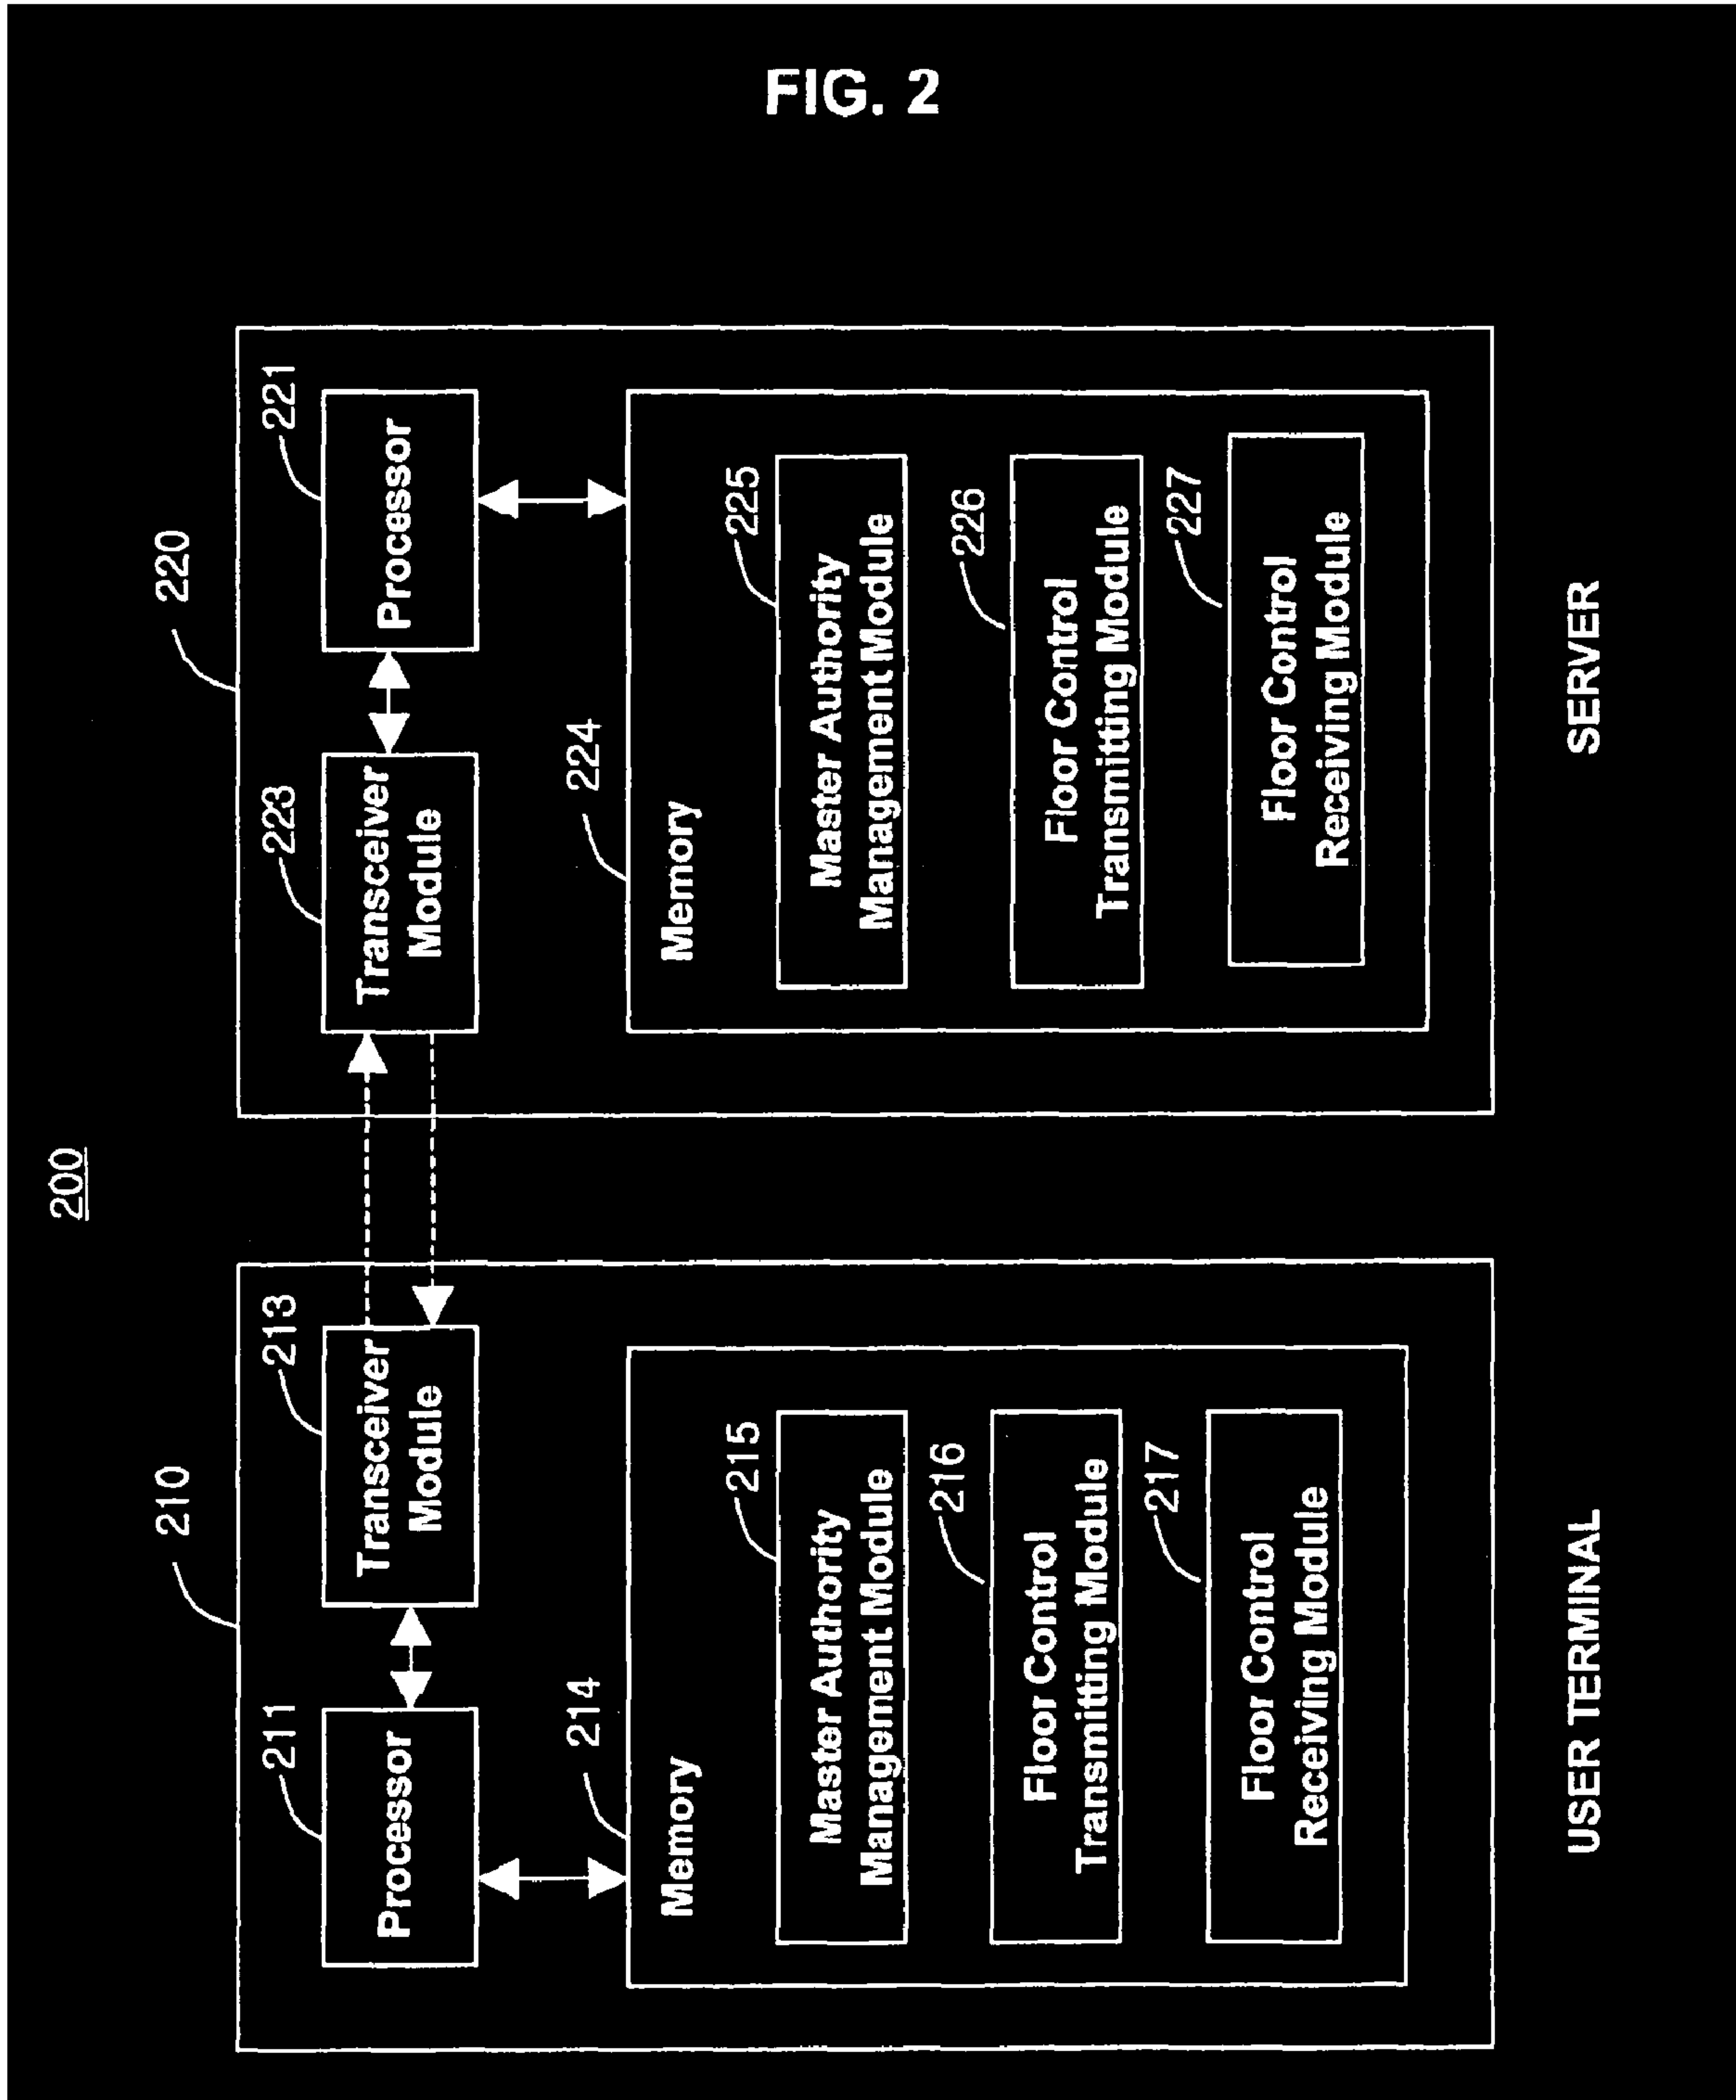 FIG. 2
200
210
211
Processor
213
Transceiver
Module
214
Memory
215
Master Authority
Management Module
216
Floor Control
Transmitting Module
217
Floor Control
Receiving Module
USER TERMINAL
220
223
Transceiver
Module
221
Processor
224
Memory
225
Master Authority
Management Module
226
Floor Control
Transmitting Module
227
Floor Control
Receiving Module
SERVER